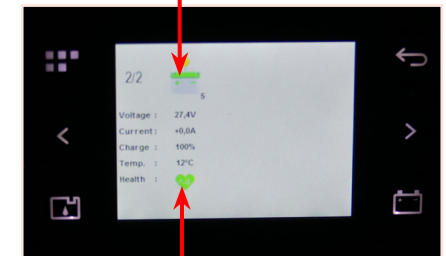 2/2
5
Voltage : 27,4V
Current: +0,0A
Charge : 100%
Temp. : 12°C
Health :